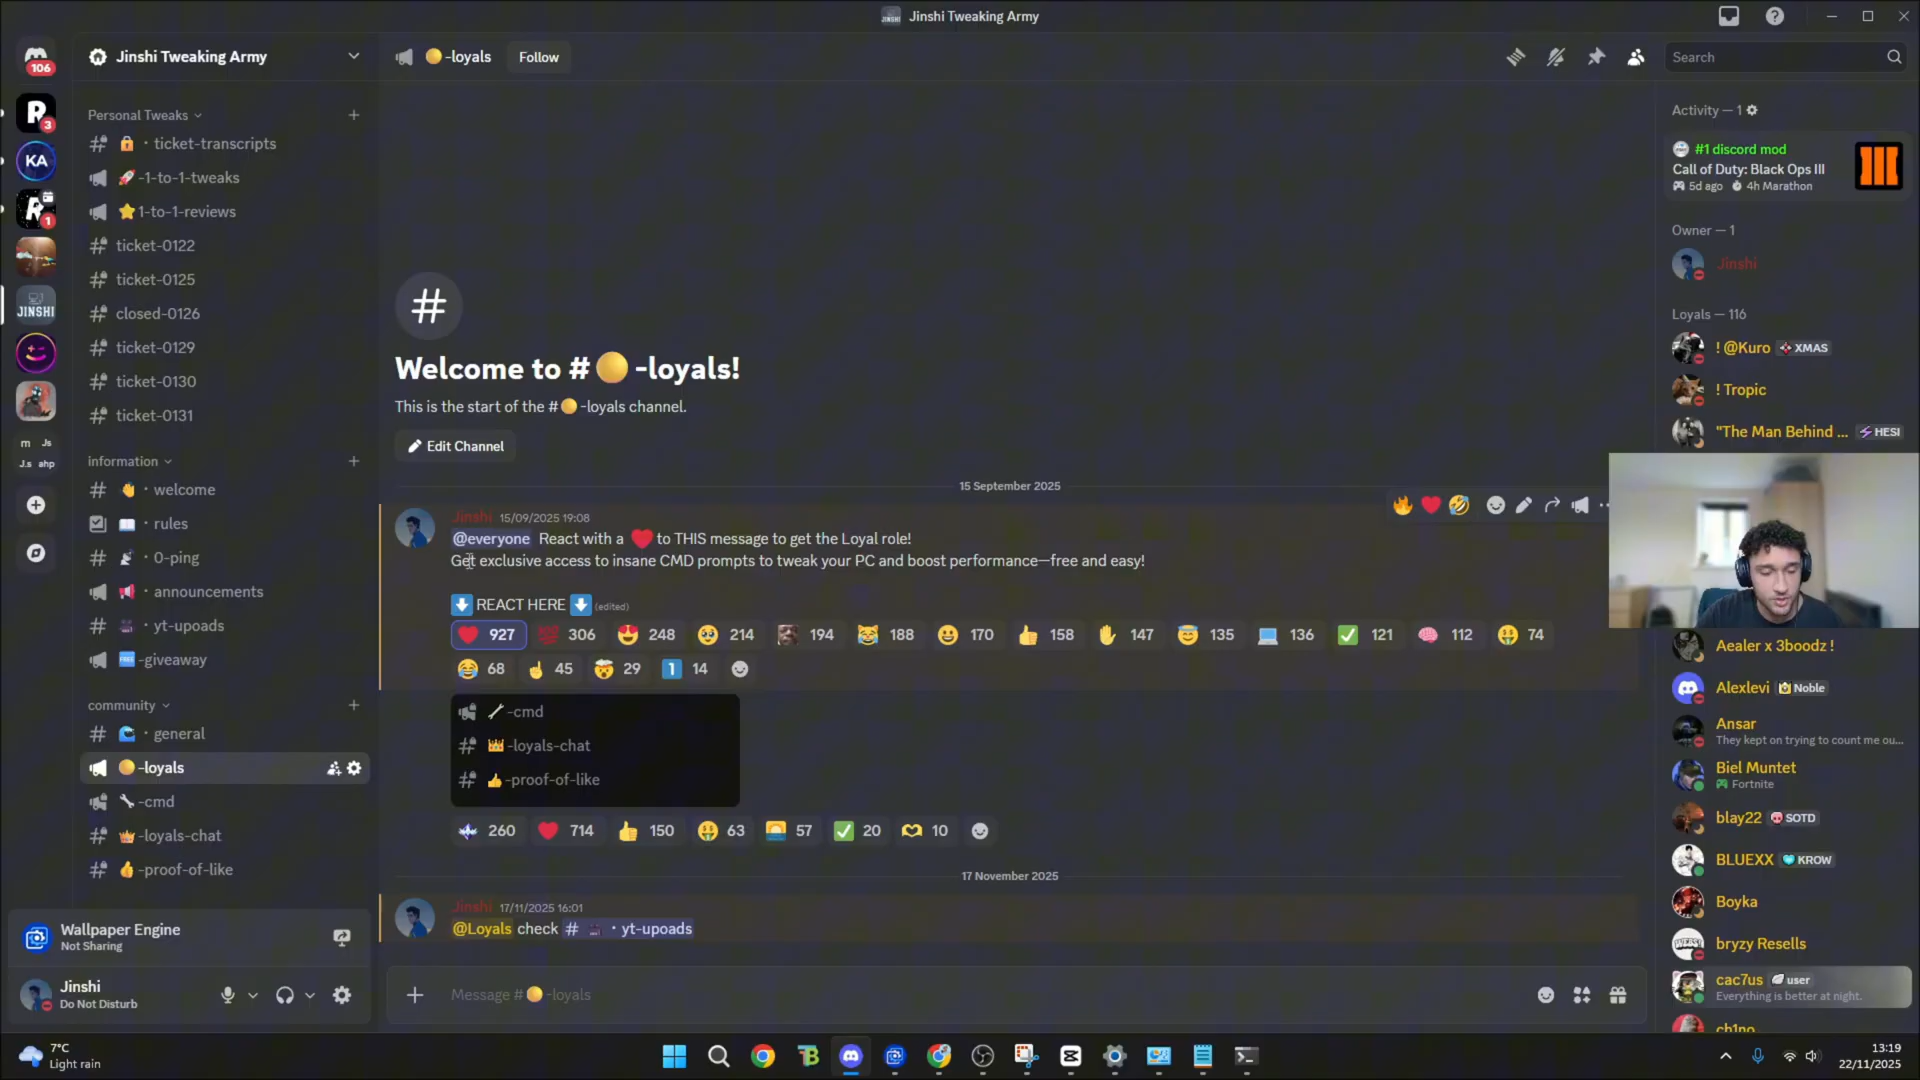 Jinshi Tweaking Army
Jinshi Tweaking Army
-loyals
Follow
Search
106
3
KA
1
JINSHI
m Js
J.s ahp
Personal Tweaks
ticket-transcripts
-1-to-1-tweaks
1-to-1-reviews
ticket-0122
ticket-0125
closed-0126
ticket-0129
ticket-0130
ticket-0131
information
welcome
rules
0-ping
announcements
yt-upoads
-giveaway
community
general
-loyals
-cmd
-loyals-chat
-proof-of-like
Wallpaper Engine
Not Sharing
Jinshi
Do Not Disturb
Welcome to # -loyals!
This is the start of the # -loyals channel.
Edit Channel
15 September 2025
Jinshi 15/09/2025 19:08
@everyone React with a to THIS message to get the Loyal role!
Get exclusive access to insane CMD prompts to tweak your PC and boost performance—free and easy!
REACT HERE (edited)
927 306 248 214 194 188 170 158 147 135 136 121 112 74
68 45 29 14
-cmd
-loyals-chat
-proof-of-like
260 714 150 63 57 20 10
17 November 2025
Jinshi 17/11/2025 16:01
@Loyals check # yt-upoads
Message # -loyals
Activity — 1
#1 discord mod
Call of Duty: Black Ops III
5d ago 4h Marathon
Owner — 1
Jinshi
Loyals — 116
! @Kuro XMAS
! Tropic
"The Man Behind ... HESI
Aealer x 3boodz !
Alexlevi Noble
Ansar
They kept on trying to count me ou...
Biel Muntet
Fortnite
blay22 SOTD
BLUEXX KROW
Boyka
bryzy Resells
cac7us user
Everything is better at night.
ch1no
7°C
Light rain
13:19
22/11/2025